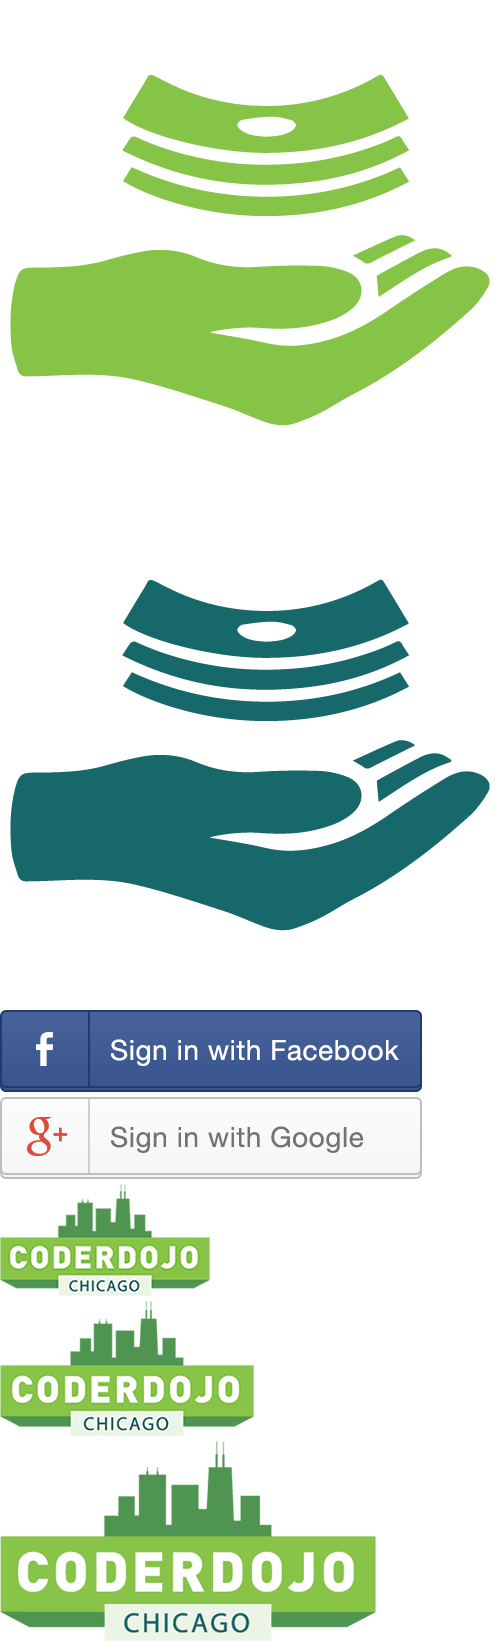 f Sign in with Facebook
g+ Sign in with Google
CODERDOJO
CHICAGO
CODERDOJO
CHICAGO
CODERDOJO
CHICAGO